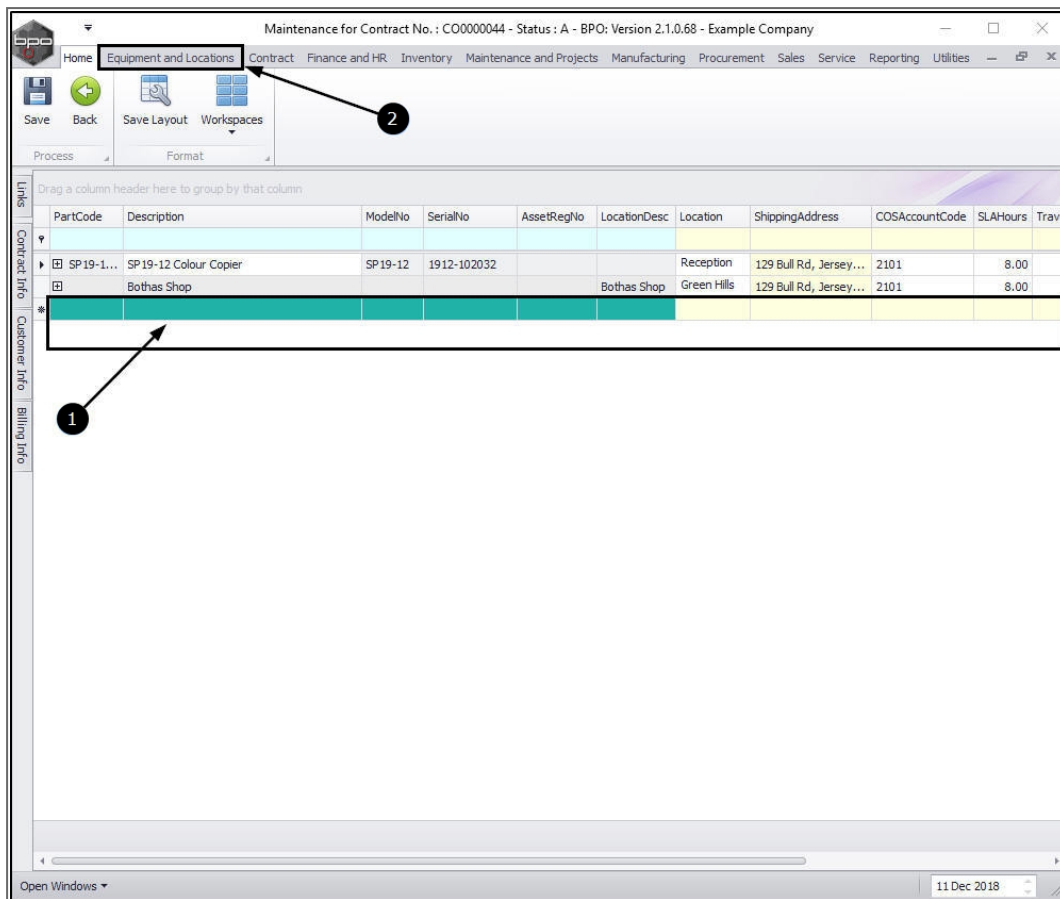 Maintenance for Contract No. : CO0000044 - Status : A - BPO: Version 2.1.0.68 - Example Company
bpo
Home Equipment and Locations Contract Finance and HR Inventory Maintenance and Projects Manufacturing Procurement Sales Service Reporting Utilities
Save Back Save Layout Workspaces
2
Process Format
Links
Contract Info
Customer Info
Billing Info
Drag a column header here to group by that column
PartCode Description ModelNo SerialNo AssetRegNo LocationDesc Location ShippingAddress COSAccountCode SLAHours Trav
SP19-1... SP19-12 Colour Copier SP19-12 1912-102032 Reception 129 Bull Rd, Jersey... 2101 8.00
Bothas Shop Bothas Shop Green Hills 129 Bull Rd, Jersey... 2101 8.00
1
Open Windows 11 Dec 2018